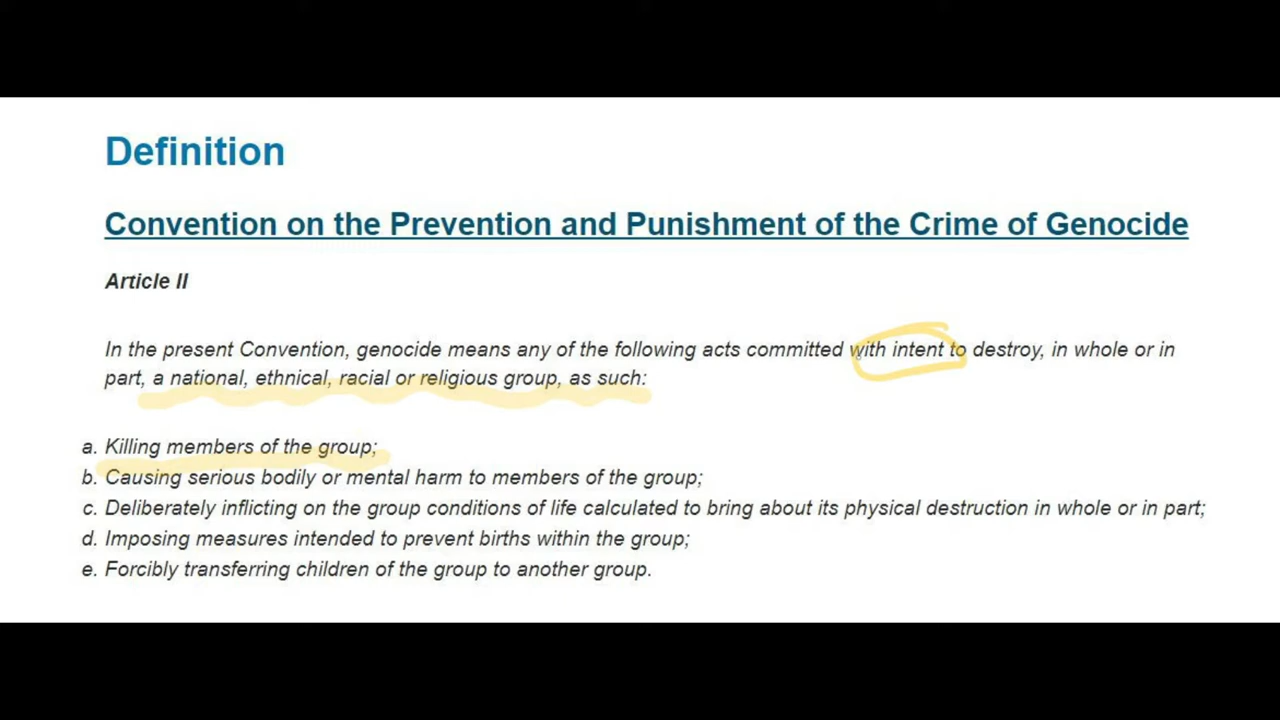 Definition
Convention on the Prevention and Punishment of the Crime of Genocide
Article II
In the present Convention, genocide means any of the following acts committed with intent to destroy, in whole or in
part, a national, ethnical, racial or religious group, as such:
a. Killing members of the group;
b. Causing serious bodily or mental harm to members of the group;
c. Deliberately inflicting on the group conditions of life calculated to bring about its physical destruction in whole or in part;
d. Imposing measures intended to prevent births within the group;
e. Forcibly transferring children of the group to another group.